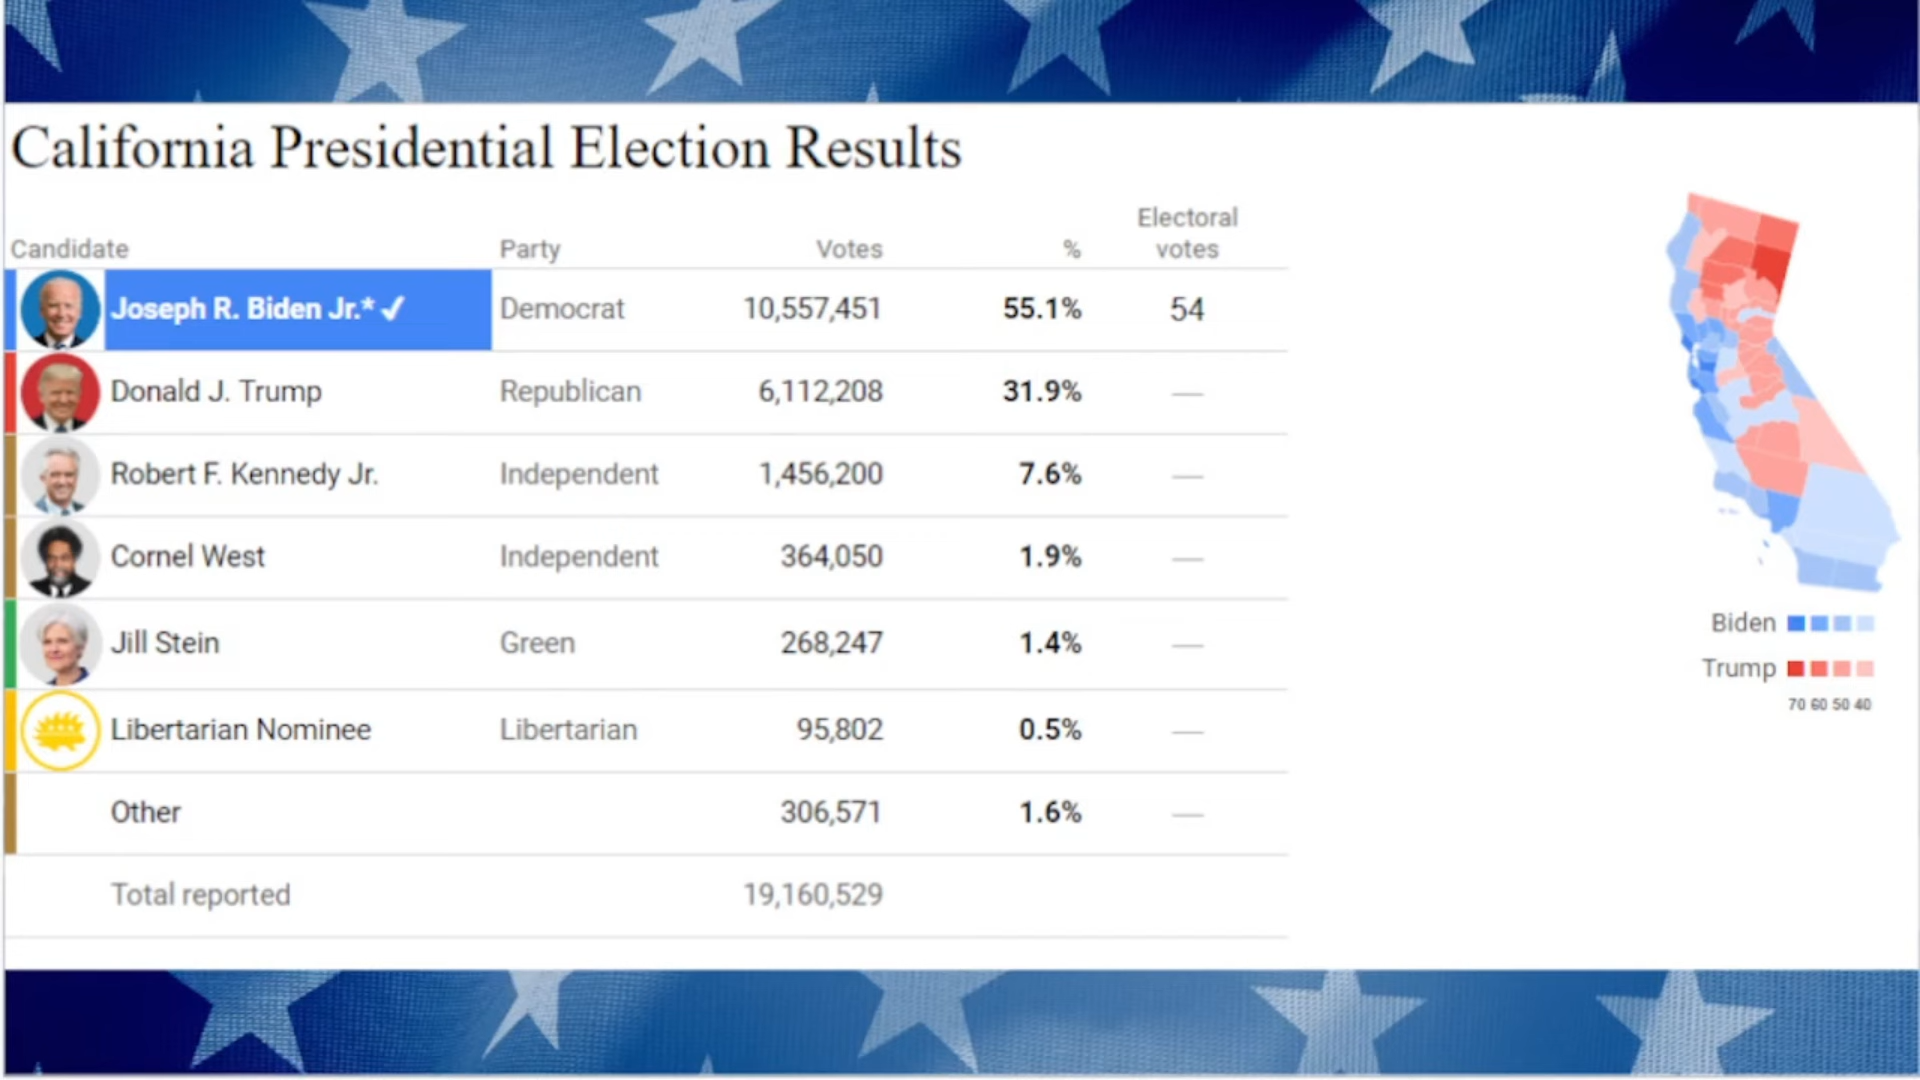 California Presidential Election Results
Candidate Party Votes % Electoral votes
Joseph R. Biden Jr.* ✓ Democrat 10,557,451 55.1% 54
Donald J. Trump Republican 6,112,208 31.9% —
Robert F. Kennedy Jr. Independent 1,456,200 7.6% —
Cornel West Independent 364,050 1.9% —
Jill Stein Green 268,247 1.4% —
Libertarian Nominee Libertarian 95,802 0.5% —
Other 306,571 1.6% —
Total reported 19,160,529
Biden
Trump
70 60 50 40